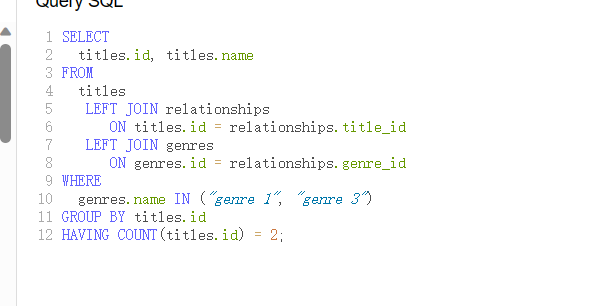 Query SQL
1 SELECT
2 titles.id, titles.name
3 FROM
4 titles
5 LEFT JOIN relationships
6 ON titles.id = relationships.title_id
7 LEFT JOIN genres
8 ON genres.id = relationships.genre_id
9 WHERE
10 genres.name IN ("genre 1", "genre 3")
11 GROUP BY titles.id
12 HAVING COUNT(titles.id) = 2;